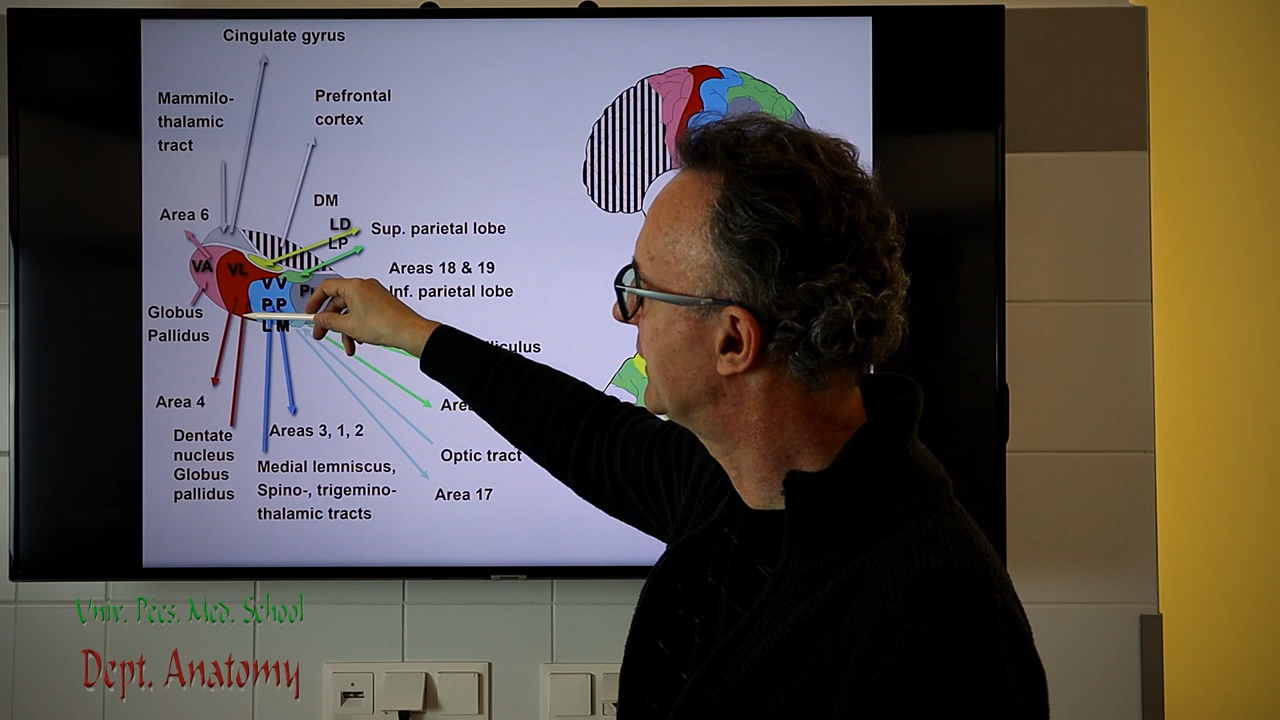 Cingulate gyrus
Mammilo-
thalamic
tract
Prefrontal
cortex
DM
LD
LP
Area 6
Sup. parietal lobe
Areas 18 & 19
Inf. parietal lobe
VA
VL
V V
P P
L M
Globus
Pallidus
Area 4
Dentate
nucleus
Globus
pallidus
Areas 3, 1, 2
Medial lemniscus,
Spino-, trigemino-
thalamic tracts
Optic tract
Area 17
Univ. Pécs. Med. School
Dept. Anatomy